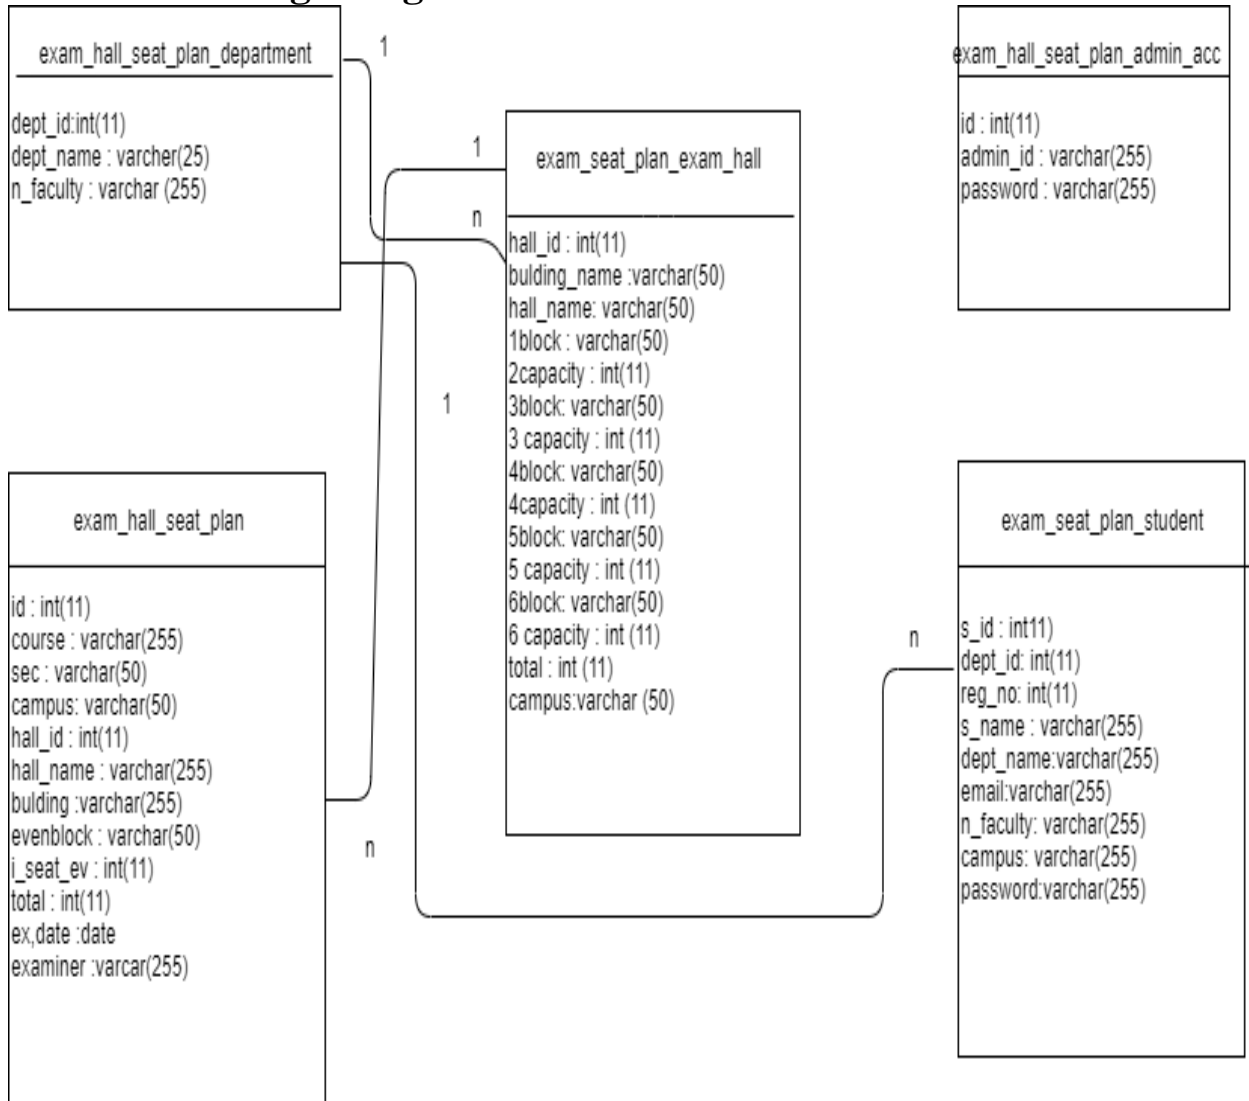 exam_hall_seat_plan_department
dept_id:int(11)
dept_name : varcher(25)
n_faculty : varchar (255)
1
1
n
1
exam_seat_plan_exam_hall
hall_id : int(11)
bulding_name :varchar(50)
hall_name: varchar(50)
1block : varchar(50)
2capacity : int(11)
3block: varchar(50)
3 capacity : int (11)
4block: varchar(50)
4capacity : int (11)
5block: varchar(50)
5 capacity : int (11)
6block: varchar(50)
6 capacity : int (11)
total : int (11)
campus:varchar (50)
exam_hall_seat_plan_admin_acc
id : int(11)
admin_id : varchar(255)
password : varchar(255)
exam_hall_seat_plan
id : int(11)
course : varchar(255)
sec : varchar(50)
campus: varchar(50)
hall_id : int(11)
hall_name : varchar(255)
bulding :varchar(255)
evenblock : varchar(50)
i_seat_ev : int(11)
total : int(11)
ex,date :date
examiner :varcar(255)
n
n
exam_seat_plan_student
s_id : int11)
dept_id: int(11)
reg_no: int(11)
s_name : varchar(255)
dept_name:varchar(255)
email:varchar(255)
n_faculty: varchar(255)
campus: varchar(255)
password:varchar(255)